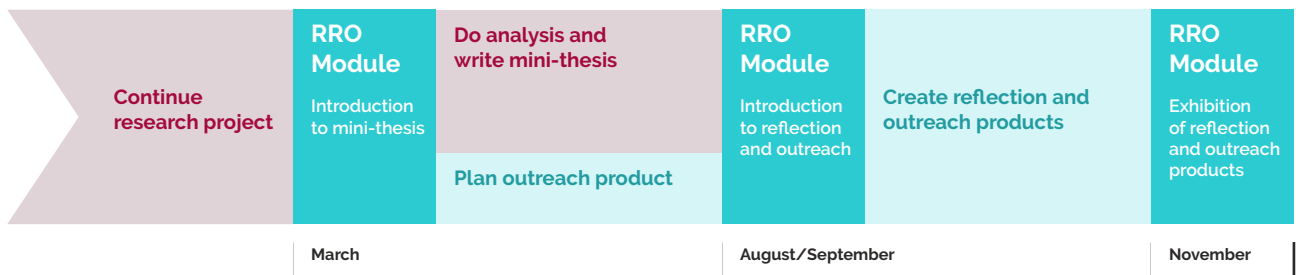 Continue
research project
RRO
Module
Introduction
to mini-thesis
Do analysis and
write mini-thesis
Plan outreach product
RRO
Module
Introduction
to reflection
and outreach
Create reflection and
outreach products
RRO
Module
Exhibition
of reflection
and outreach
products
March
August/September
November